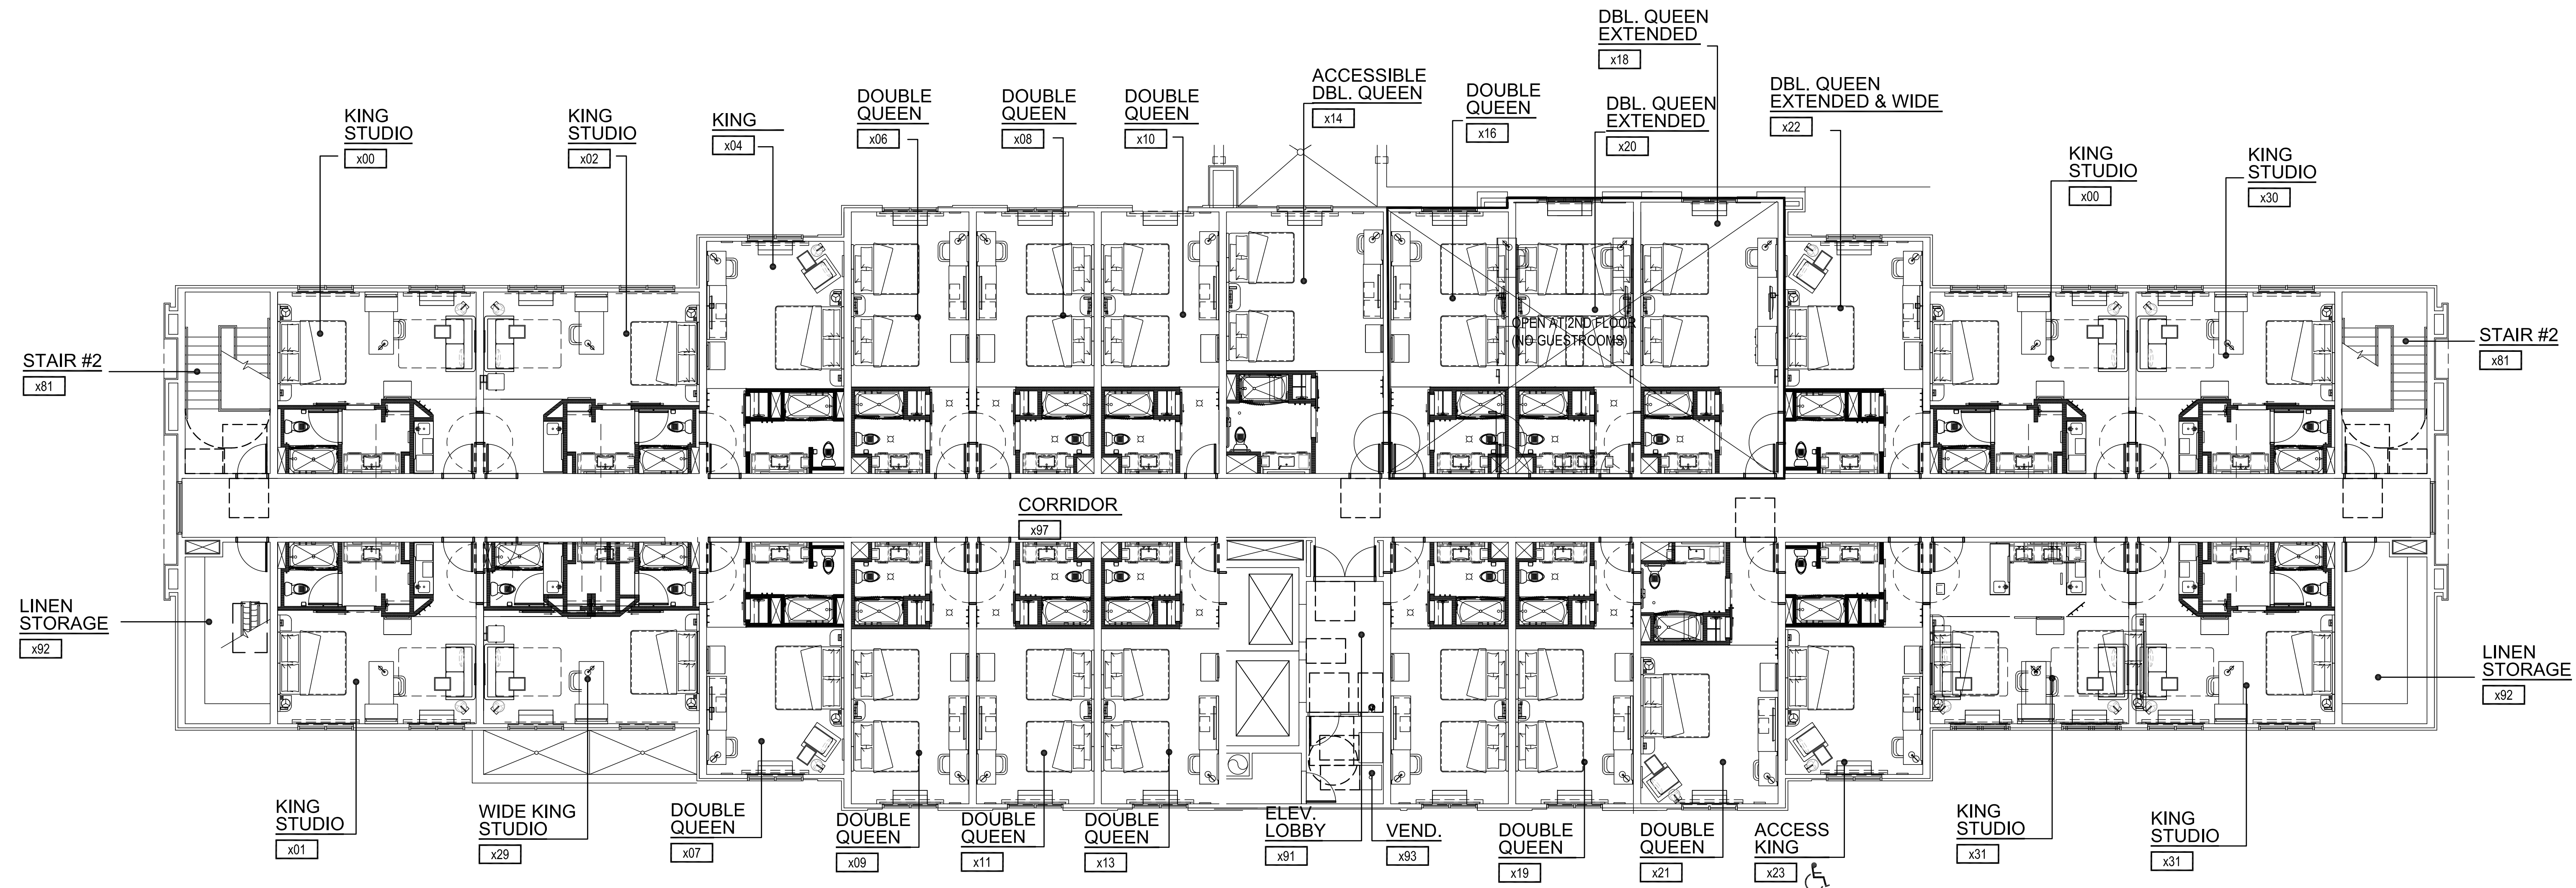 DBL. QUEEN
EXTENDED
x18
ACCESSIBLE
DBL. QUEEN
x14
DBL. QUEEN
EXTENDED & WIDE
x22
DOUBLE
QUEEN
x06
DOUBLE
QUEEN
x08
DOUBLE
QUEEN
x10
DOUBLE
QUEEN
x16
DBL. QUEEN
EXTENDED
x20
KING
STUDIO
x00
KING
STUDIO
x02
KING
x04
KING
STUDIO
x00
KING
STUDIO
x30
OPEN AT 2ND FLOOR
(NO GUESTROOMS)
STAIR #2
x81
STAIR #2
x81
CORRIDOR
x97
LINEN
STORAGE
x92
LINEN
STORAGE
x92
KING
STUDIO
x01
WIDE KING
STUDIO
x29
DOUBLE
QUEEN
x07
DOUBLE
QUEEN
x09
DOUBLE
QUEEN
x11
DOUBLE
QUEEN
x13
ELEV.
LOBBY
x91
VEND.
x93
DOUBLE
QUEEN
x19
DOUBLE
QUEEN
x21
ACCESS
KING
x23
KING
STUDIO
x31
KING
STUDIO
x31